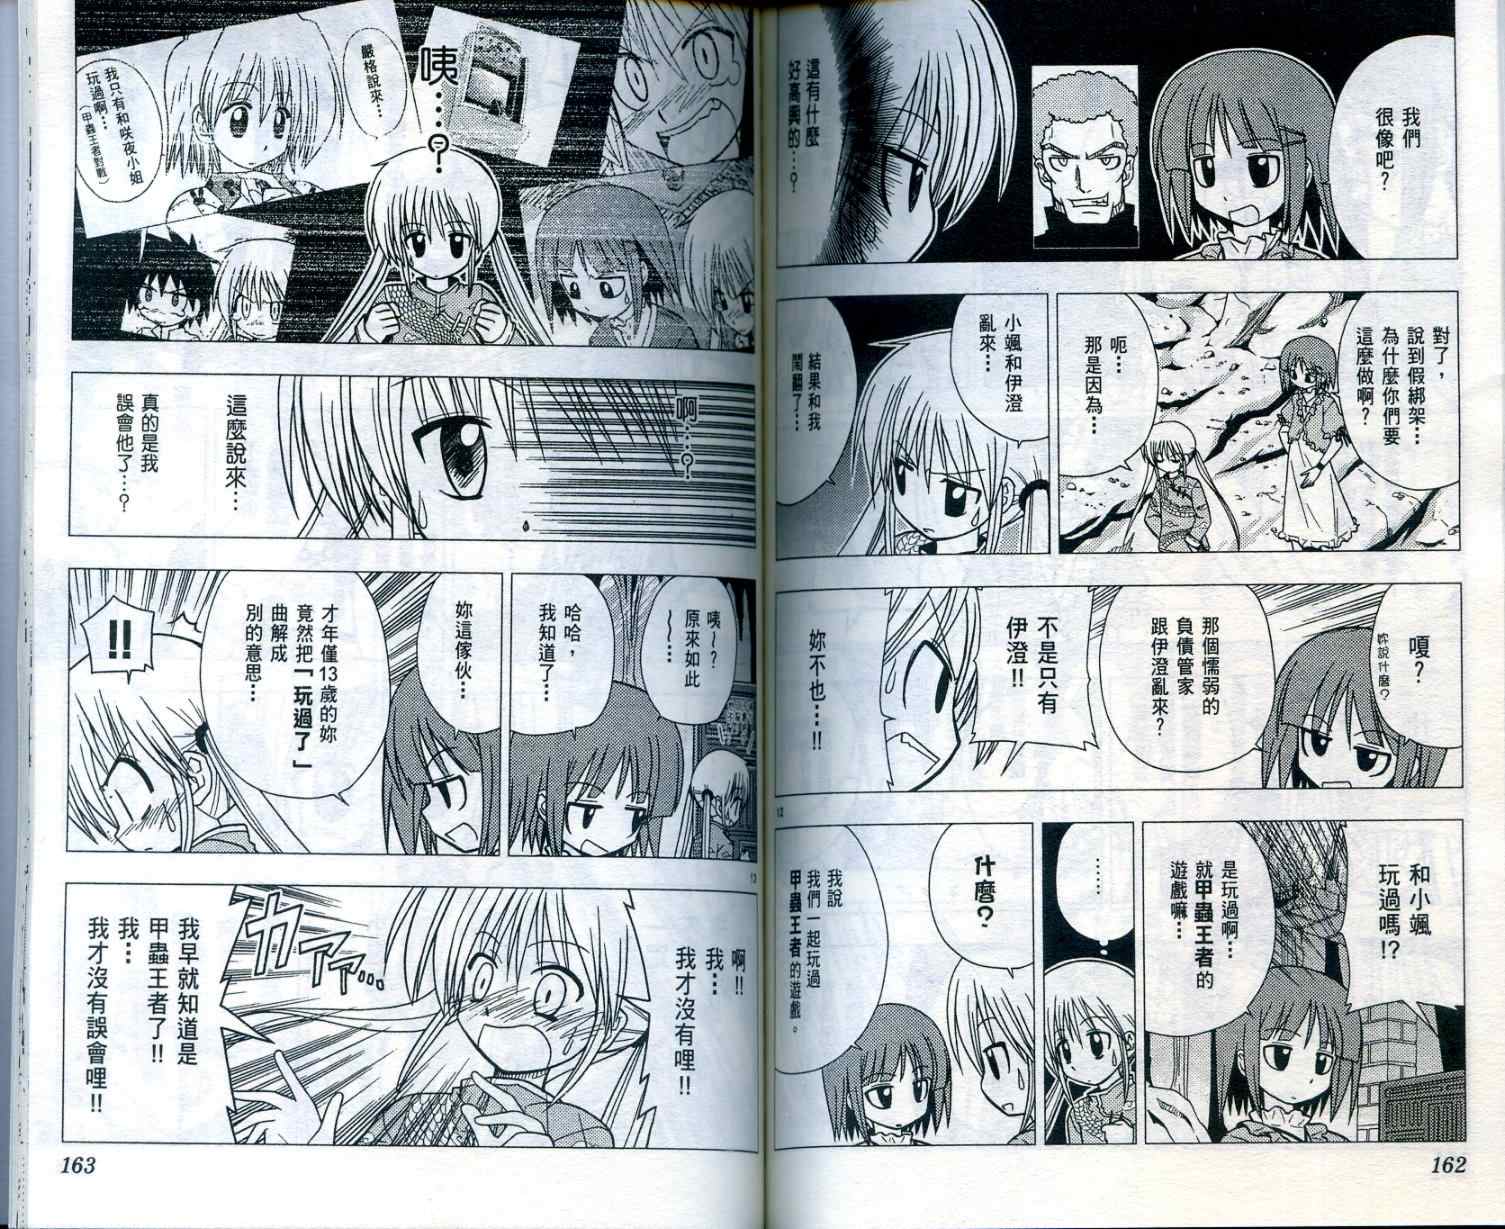 我們
很像吧？
這有什麼
好高興的…？
對了，
說到假綁架…
為什麼你們要
這麼做啊？
呃…
那是因為…
小颯和伊澄
亂來…
結果和我
鬧翻了…
嗄？
妳說什麼？
那個懦弱的
負債管家
跟伊澄亂來？
不是只有
伊澄!!
妳不也…!!
和小颯
玩過嗎!?
是玩過啊…
就甲蟲王者的
遊戲嘛…
……
什麼？
我說
我們一起玩過
甲蟲王者的遊戲。
12
162
咦…？
嚴格說來…
我只有和咲夜小姐
玩過啊…
（甲蟲王者對戰）
啊…？
這麼說來…
真的是我
誤會他了…？
咦～？
原來如此
～…
哈哈，
我知道了…
妳這傢伙…
才年僅13歲的妳
竟然把「玩過了」
曲解成
別的意思…
!!
13
啊!!
我…
我才沒有哩!!
カァァァ…
我早就知道是
甲蟲王者了!!
我…
我才沒有誤會哩!!
163